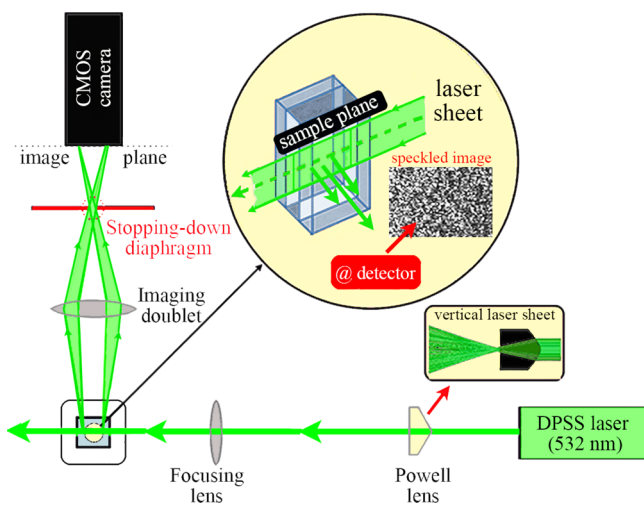 CMOS
camera
image plane
Stopping-down
diaphragm
Imaging
doublet
sample plane
laser
sheet
speckled image
@ detector
vertical laser sheet
DPSS laser
(532 nm)
Focusing
lens
Powell
lens